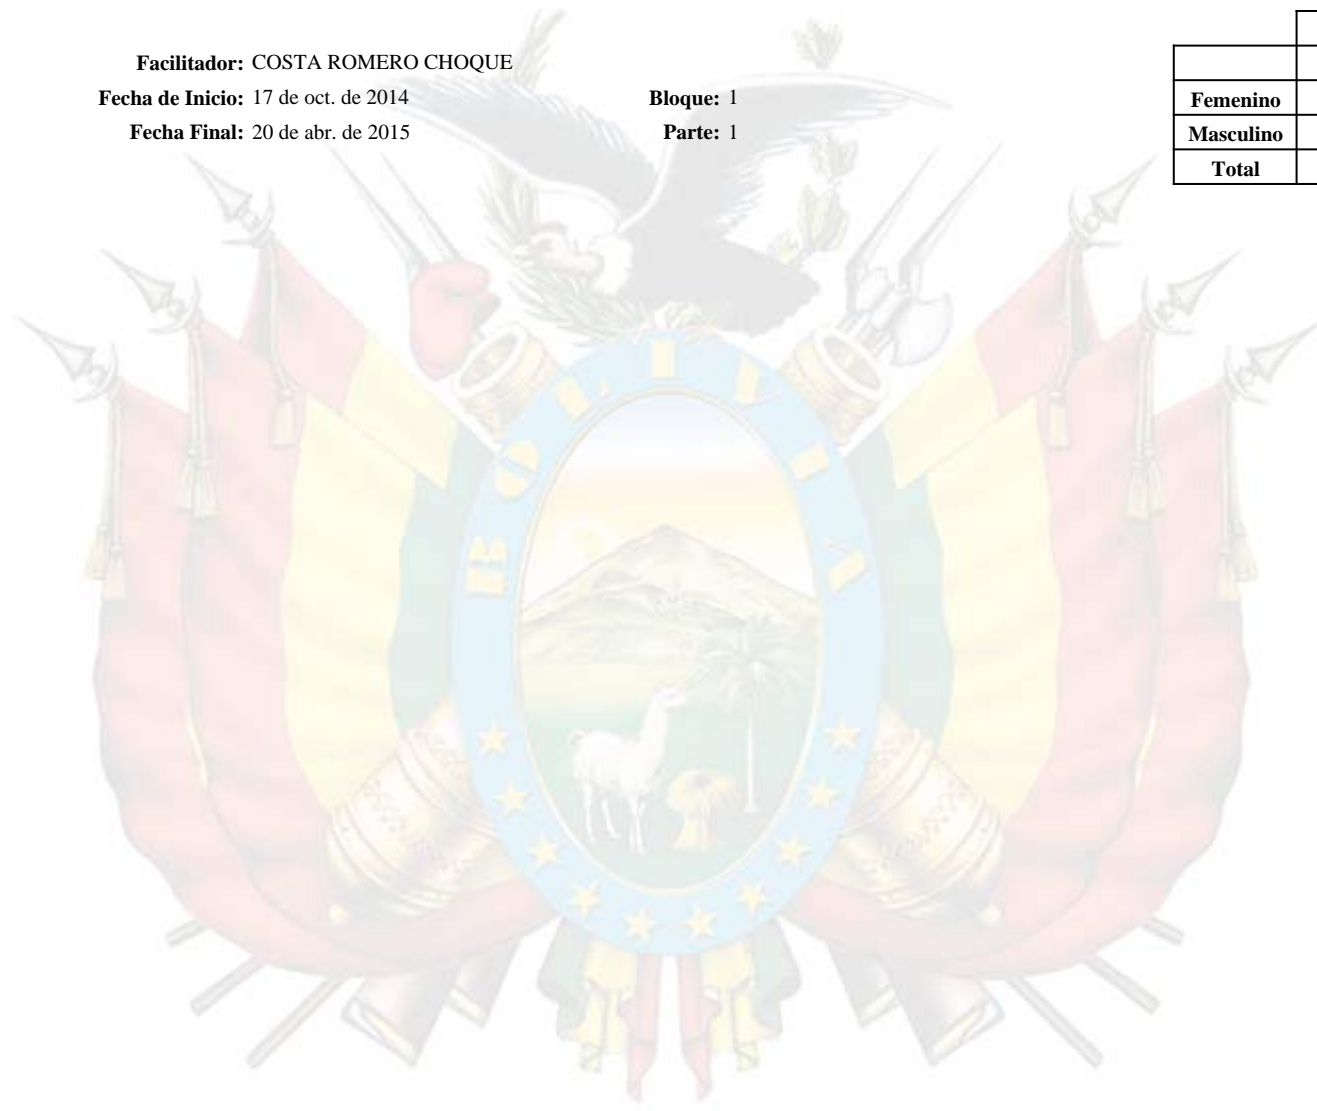 Facilitador: COSTA ROMERO CHOQUE
Fecha de Inicio: 17 de oct. de 2014 Bloque: 1
Fecha Final: 20 de abr. de 2015 Parte: 1
Femenino
Masculino
Total
BOLIVIA